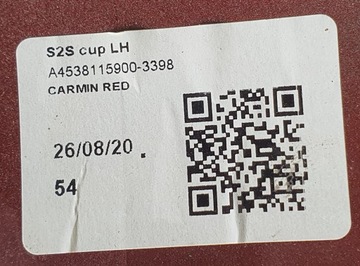 S2S cup LH
A4538115900-3398
CARMIN RED
26/08/20 .
54